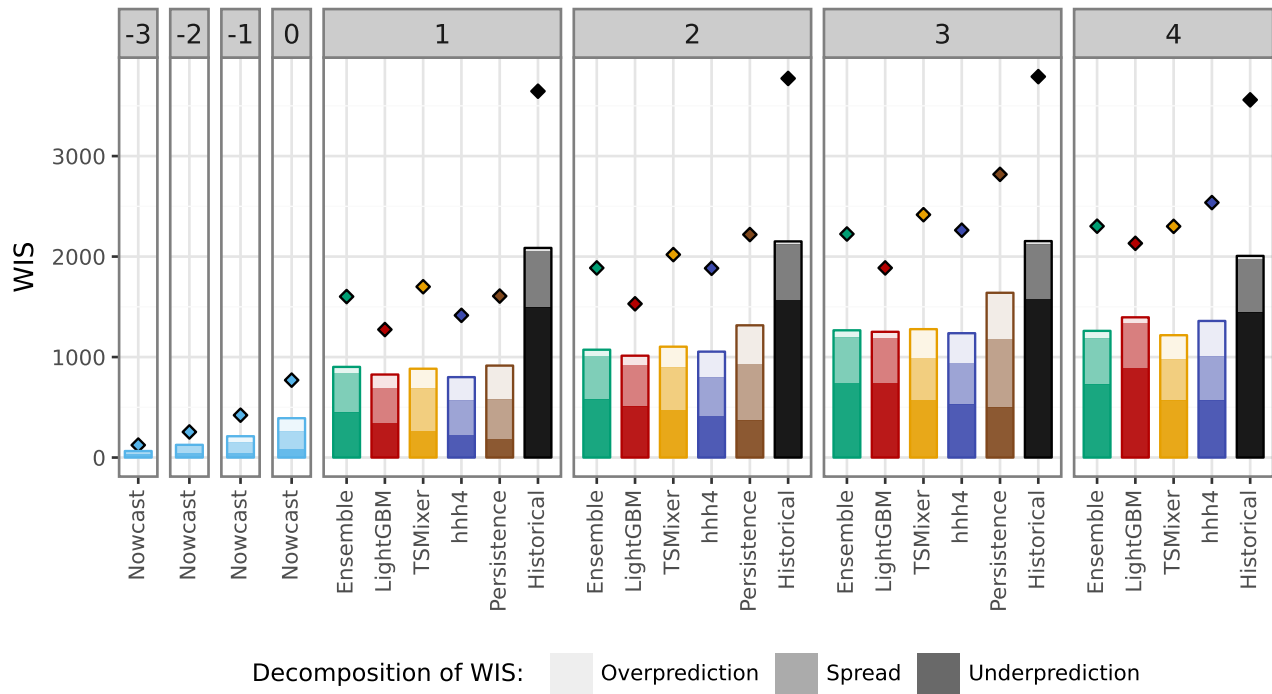 -3 -2 -1 0 1 2 3 4
WIS
3000
2000
1000
0
Nowcast Nowcast Nowcast Nowcast Ensemble LightGBM TSMixer hhh4 Persistence Historical Ensemble LightGBM TSMixer hhh4 Persistence Historical Ensemble LightGBM TSMixer hhh4 Persistence Historical Ensemble LightGBM TSMixer hhh4 Historical
Decomposition of WIS: Overprediction Spread Underprediction